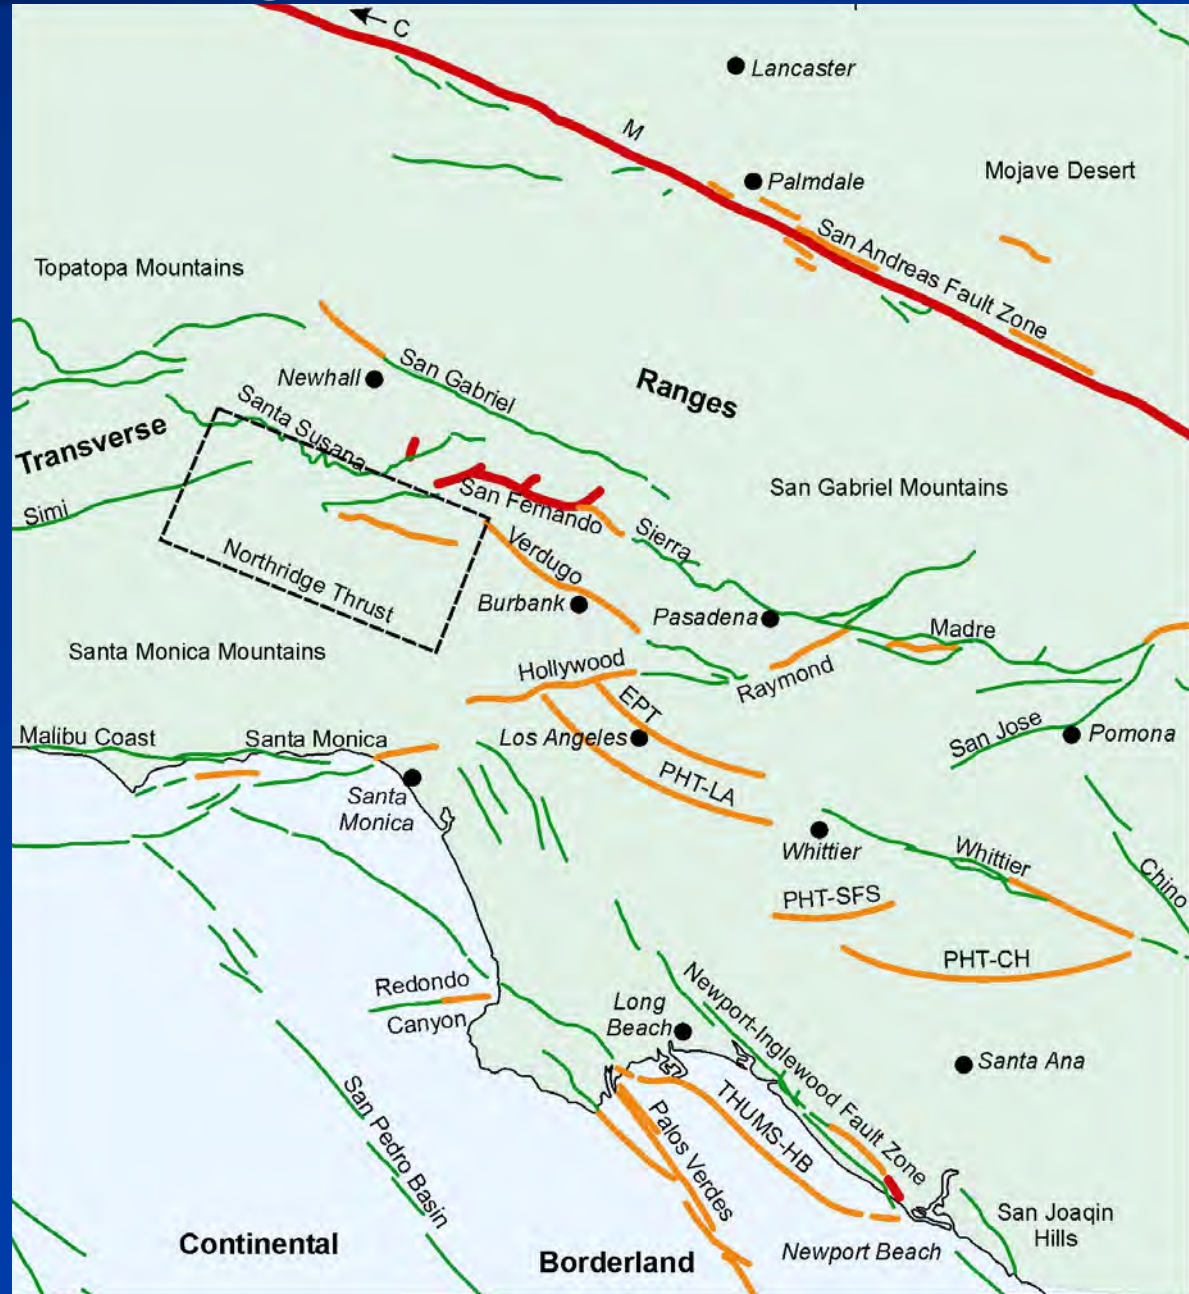 C
Lancaster
M
Mojave Desert
Palmdale
San Andreas Fault Zone
Topatopa Mountains
San Gabriel
Newhall
Ranges
Santa Susana
Transverse
San Gabriel Mountains
San Fernando
Simi
Sierra
Verdugo
Northridge Thrust
Burbank
Pasadena
Madre
Santa Monica Mountains
Hollywood
Raymond
EPT
San Jose
Pomona
Malibu Coast
Santa Monica
Los Angeles
PHT-LA
Santa
Monica
Whittier
Whittier
Chino
PHT-SFS
PHT-CH
Redondo
Canyon
Long
Beach
Newport-Inglewood Fault Zone
Santa Ana
THUMS-HB
Palos Verdes
San Pedro Basin
San Joaqin
Hills
Continental
Borderland
Newport Beach